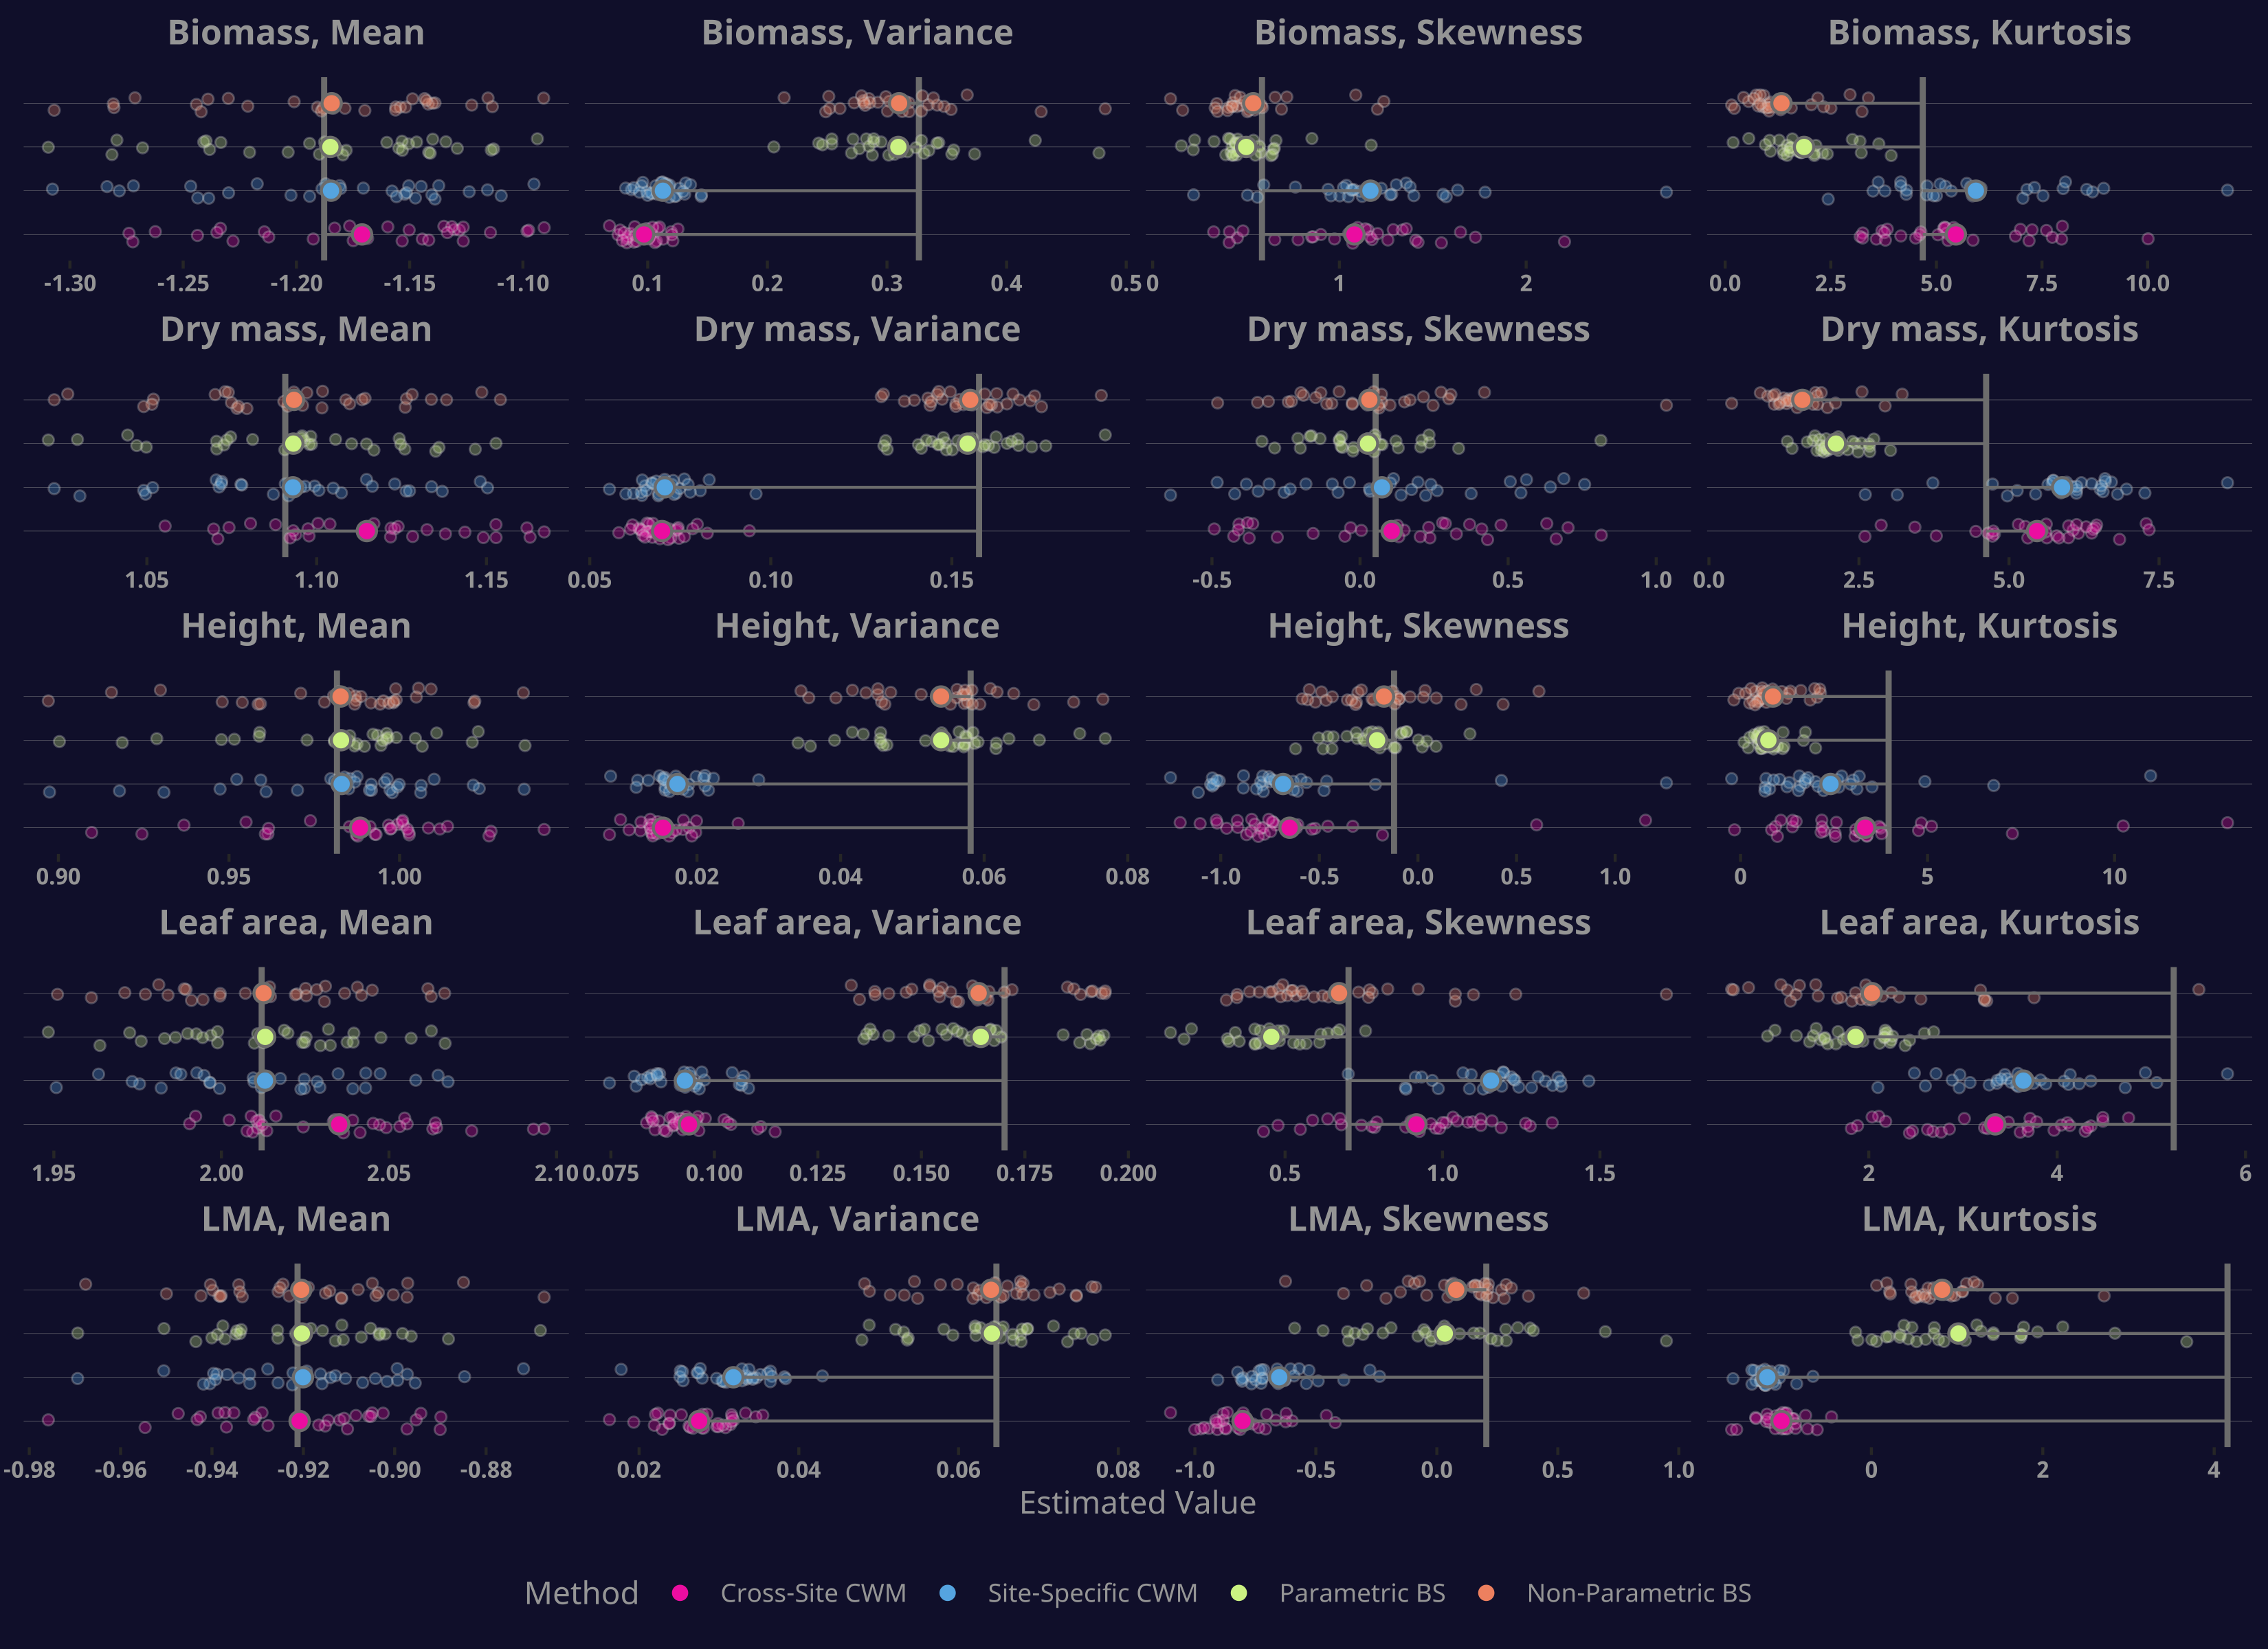 Biomass, Mean Biomass, Variance Biomass, Skewness Biomass, Kurtosis
-1.30 -1.25 -1.20 -1.15 -1.10 0.1 0.2 0.3 0.4 0.5 0 1 2 0.0 2.5 5.0 7.5 10.0
Dry mass, Mean Dry mass, Variance Dry mass, Skewness Dry mass, Kurtosis
1.05 1.10 1.15 0.05 0.10 0.15 -0.5 0.0 0.5 1.0 0.0 2.5 5.0 7.5
Height, Mean Height, Variance Height, Skewness Height, Kurtosis
0.90 0.95 1.00 0.02 0.04 0.06 0.08 -1.0 -0.5 0.0 0.5 1.0 0 5 10
Leaf area, Mean Leaf area, Variance Leaf area, Skewness Leaf area, Kurtosis
1.95 2.00 2.05 2.10 0.075 0.100 0.125 0.150 0.175 0.200 0.5 1.0 1.5 2 4 6
LMA, Mean LMA, Variance LMA, Skewness LMA, Kurtosis
-0.98 -0.96 -0.94 -0.92 -0.90 -0.88 0.02 0.04 0.06 0.08 -1.0 -0.5 0.0 0.5 1.0 0 2 4
Estimated Value
Method Cross-Site CWM Site-Specific CWM Parametric BS Non-Parametric BS